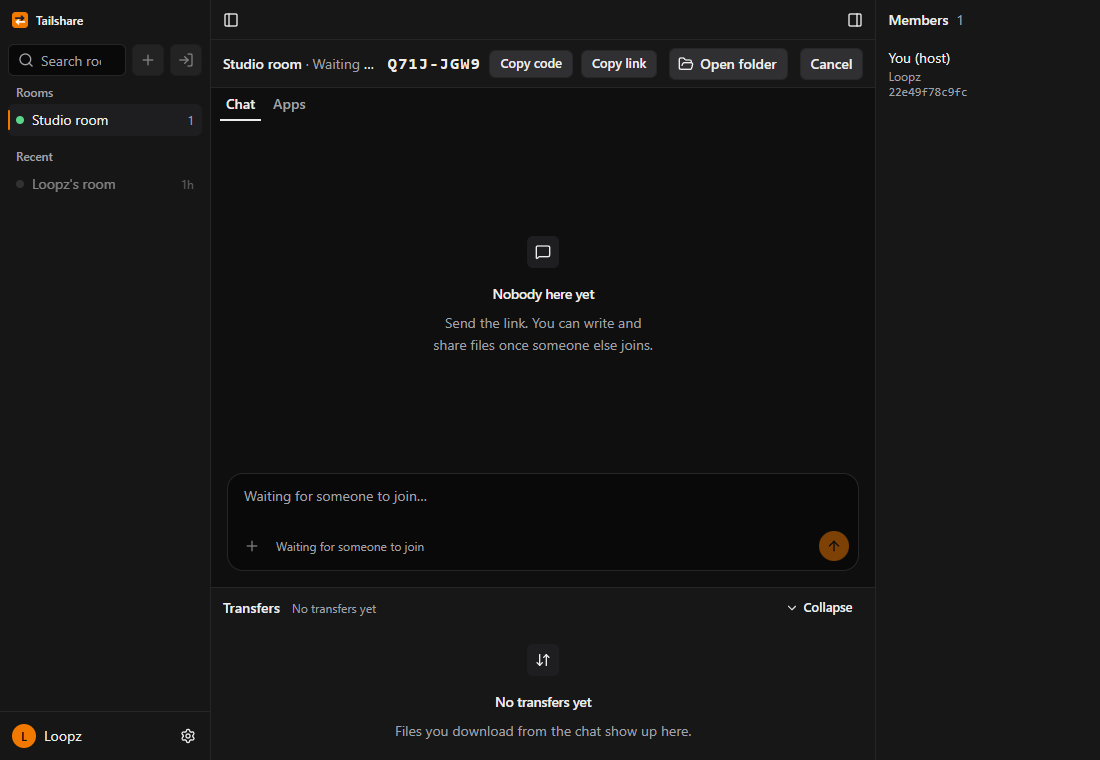 Tailshare
Search ro
Rooms
Studio room 1
Recent
Loopz's room 1h
Studio room · Waiting ... Q71J-JGW9 Copy code Copy link Open folder Cancel
Chat Apps
Nobody here yet
Send the link. You can write and
share files once someone else joins.
Waiting for someone to join...
Waiting for someone to join
Transfers No transfers yet Collapse
No transfers yet
Files you download from the chat show up here.
Members 1
You (host)
Loopz
22e49f78c9fc
L Loopz